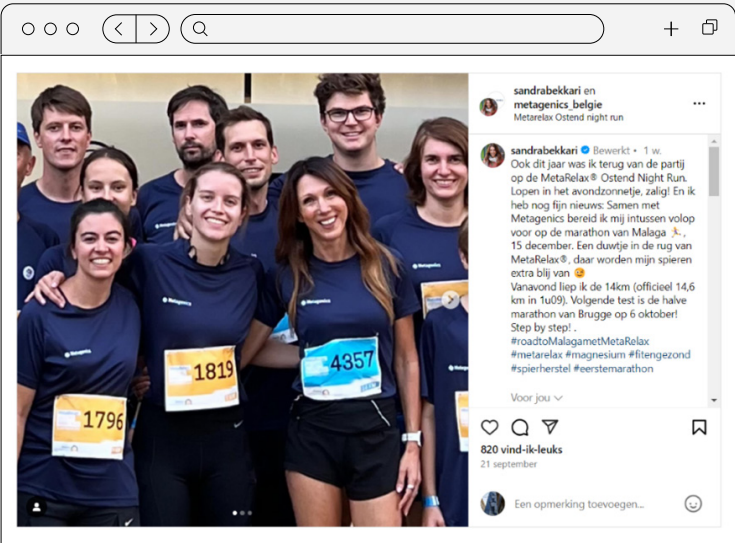 sandrabekkari en
metagenics_belgie
Metarelax Ostend night run
sandrabekkari Bewerkt • 1 w.
Ook dit jaar was ik terug van de partij
op de MetaRelax® Ostend Night Run.
Lopen in het avondzonnetje, zalig! En ik
heb nog fijn nieuws: Samen met
Metagenics bereid ik mij intussen volop
voor op de marathon van Malaga 🏃,
15 december. Een duwtje in de rug van
MetaRelax®, daar worden mijn spieren
extra blij van 🥲
Vanavond liep ik de 14km (officieel 14,6
km in 1u09). Volgende test is de halve
marathon van Brugge op 6 oktober!
Step by step! .
#roadtoMalagametMetaRelax
#metarelax #magnesium #fitengezond
#spierherstel #eerstemarathon
Voor jou
820 vind-ik-leuks
21 september
Een opmerking toevoegen...
Metagenics
Metagenics
Metagenics
Metagenics
4357
1819
1796